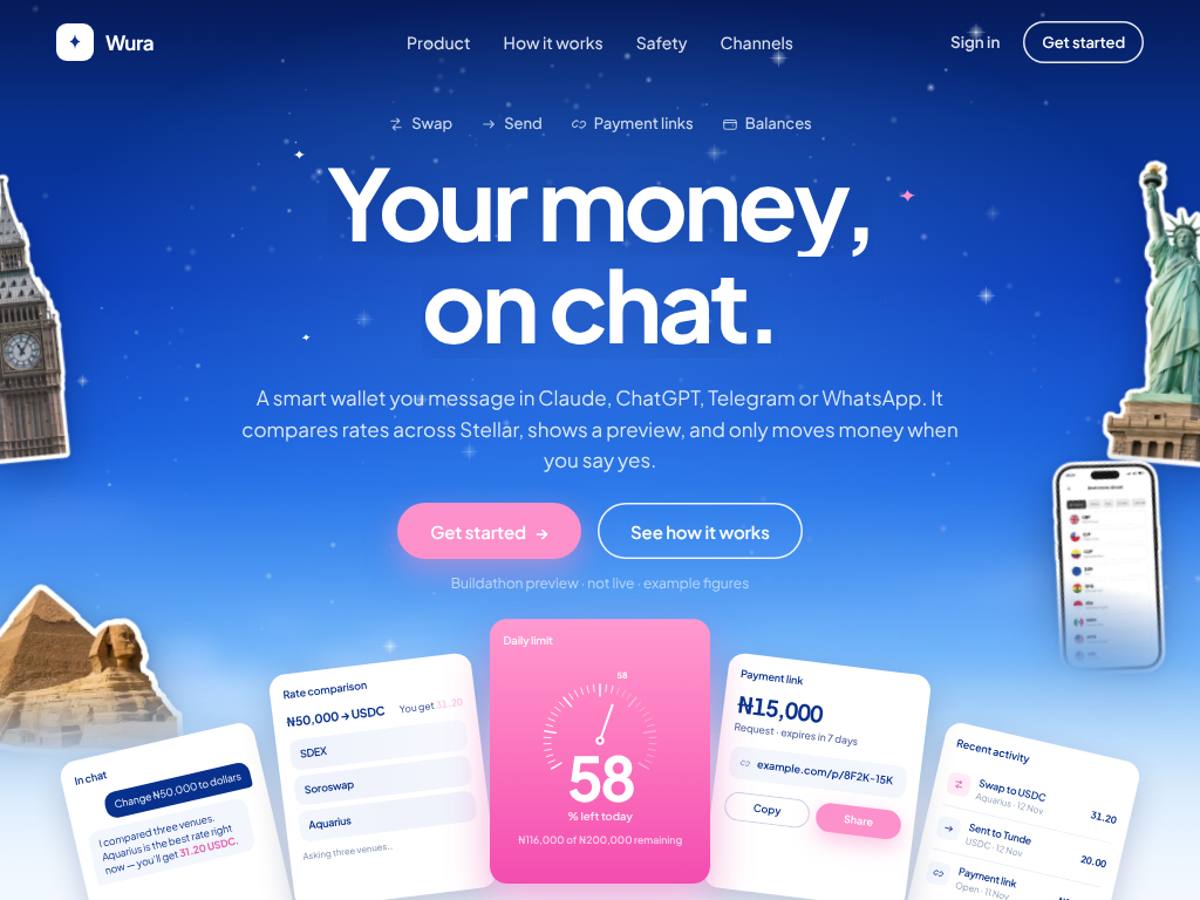 Wura
Product
How it works
Safety
Channels
Sign in
Get started
Swap
Send
Payment links
Balances
Your money,
on chat.
A smart wallet you message in Claude, ChatGPT, Telegram or WhatsApp. It
compares rates across Stellar, shows a preview, and only moves money when
you say yes.
Get started →
See how it works
Buildathon preview · not live · example figures
In chat
Change ₦50,000 to dollars
I compared three venues.
Aquarius is the best rate right
now — you'll get 31.20 USDC.
Rate comparison
₦50,000 → USDC
You get 31.20
SDEX
Soroswap
Aquarius
Asking three venues…
Daily limit
58
58
% left today
₦116,000 of ₦200,000 remaining
Payment link
₦15,000
Request · expires in 7 days
example.com/p/8F2K-15K
Copy
Share
Recent activity
Swap to USDC
Aquarius · 12 Nov
31.20
Sent to Tunde
USDC · 12 Nov
20.00
Payment link
Open · 11 Nov